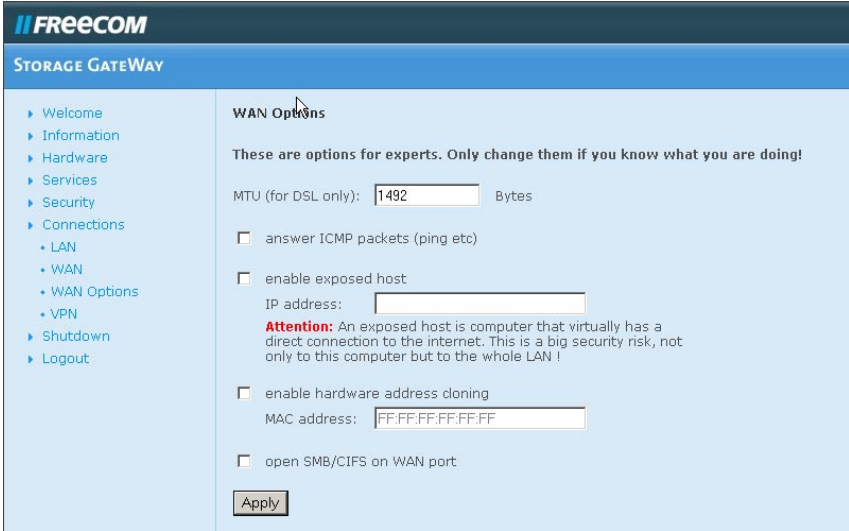 FREECOM
STORAGE GATEWAY
Welcome
Information
Hardware
Services
Security
Connections
LAN
WAN
WAN Options
VPN
Shutdown
Logout
WAN Options
These are options for experts. Only change them if you know what you are doing!
MTU (for DSL only): 1492 Bytes
answer ICMP packets (ping etc)
enable exposed host
IP address:
Attention: An exposed host is computer that virtually has a
direct connection to the internet. This is a big security risk, not
only to this computer but to the whole LAN !
enable hardware address cloning
MAC address: FF:FF:FF:FF:FF:FF
open SMB/CIFS on WAN port
Apply